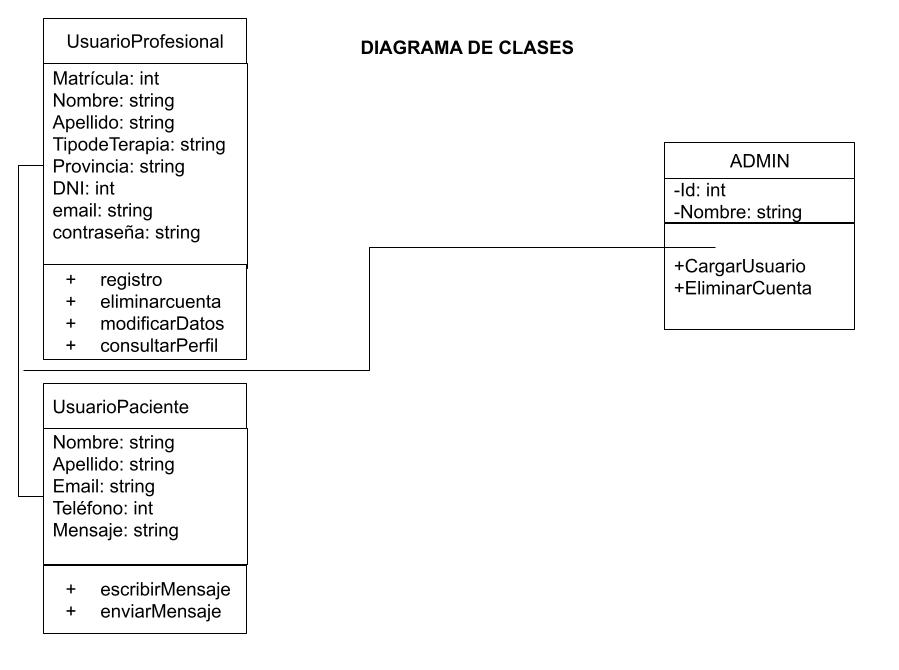 UsuarioProfesional
DIAGRAMA DE CLASES
Matrícula: int
Nombre: string
Apellido: string
TipodeTerapia: string
Provincia: string
DNI: int
email: string
contraseña: string
+ registro
+ eliminarcuenta
+ modificarDatos
+ consultarPerfil
ADMIN
-Id: int
-Nombre: string
+CargarUsuario
+EliminarCuenta
UsuarioPaciente
Nombre: string
Apellido: string
Email: string
Teléfono: int
Mensaje: string
+ escribirMensaje
+ enviarMensaje